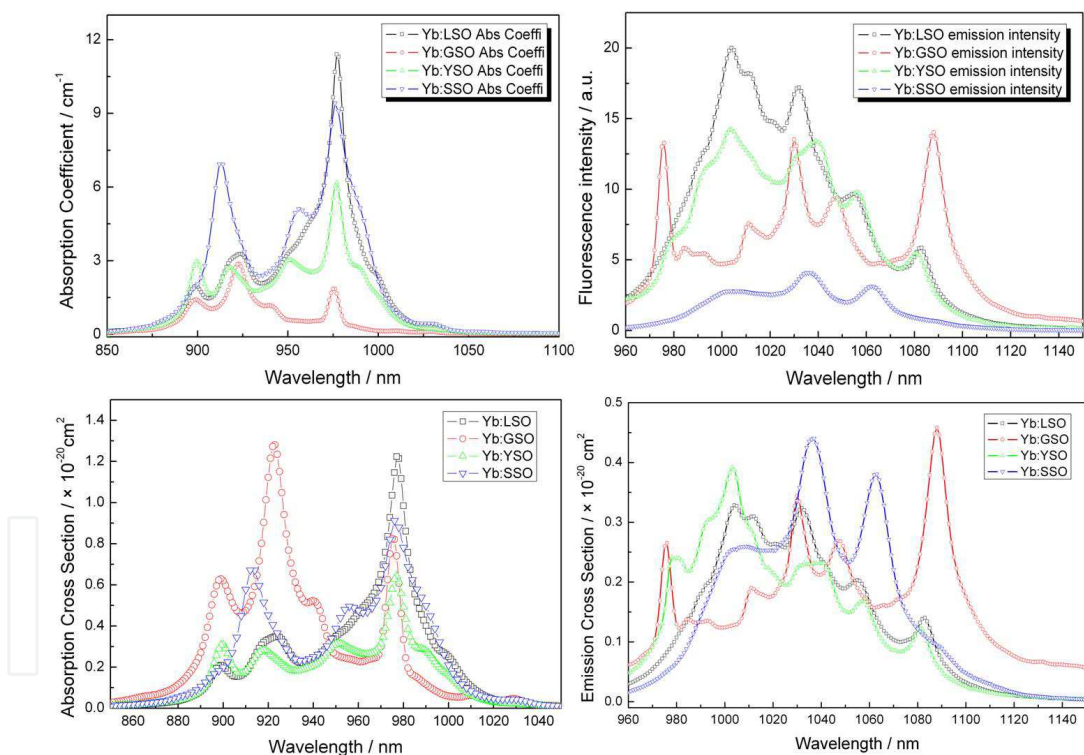 12
9
6
3
0
Absorption Coefficient / cm⁻¹
Yb:LSO Abs Coeffi
Yb:GSO Abs Coeffi
Yb:YSO Abs Coeffi
Yb:SSO Abs Coeffi
850 900 950 1000 1100
Wavelength / nm
20
15
10
5
0
Fluorescence intensity / a.u.
Yb:LSO emission intensity
Yb:GSO emission intensity
Yb:YSO emission intensity
Yb:SSO emission intensity
960 980 1000 1020 1040 1060 1080 1100 1120 1140
Wavelength / nm
1.4
1.2
1.0
0.8
0.6
0.4
0.2
0.0
Absorption Cross Section / × 10⁻²⁰cm²
Yb:LSO
Yb:GSO
Yb:YSO
Yb:SSO
860 900 920 940 960 980 1000 1020 1040
Wavelength / nm
0.5
0.4
0.3
0.2
0.1
0.0
Emission Cross Section / × 10⁻²⁰ cm²
Yb:LSO
Yb:GSO
Yb:YSO
Yb:SSO
960 980 1000 1020 1040 1060 1080 1100 1120 1140
Wavelength / nm